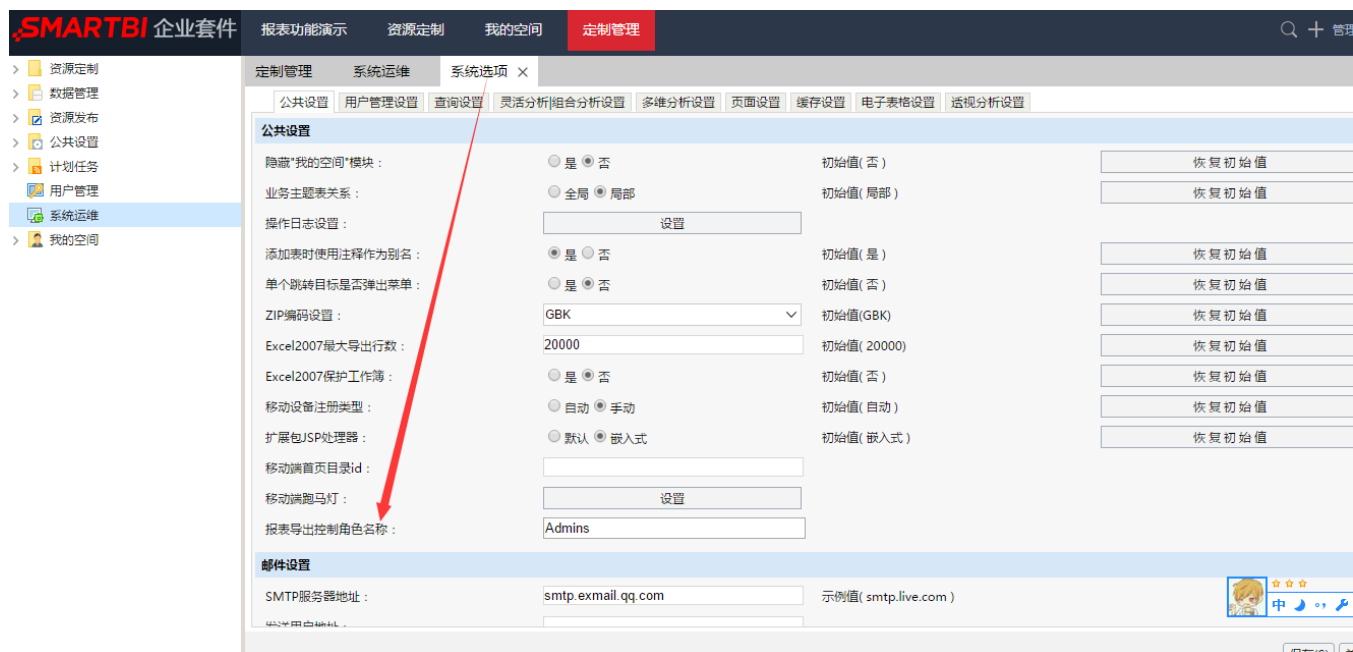 SMARTBI 企业套件 报表功能演示 资源定制 我的空间 定制管理 管理
资源定制
数据管理
资源发布
公共设置
计划任务
用户管理
系统运维
我的空间
定制管理 系统运维 系统选项
公共设置 用户管理设置 查询设置 灵活分析|组合分析设置 多维分析设置 页面设置 缓存设置 电子表格设置 透视分析设置
公共设置
隐藏"我的空间"模块： 是 否 初始值( 否 ) 恢复初始值
业务主题表关系： 全局 局部 初始值( 局部 ) 恢复初始值
操作日志设置： 设置
添加表时使用注释作为别名： 是 否 初始值( 是 ) 恢复初始值
单个跳转目标是否弹出菜单： 是 否 初始值( 否 ) 恢复初始值
ZIP编码设置： GBK 初始值(GBK) 恢复初始值
Excel2007最大导出行数： 20000 初始值( 20000) 恢复初始值
Excel2007保护工作簿： 是 否 初始值( 否 ) 恢复初始值
移动设备注册类型： 自动 手动 初始值( 自动 ) 恢复初始值
扩展包JSP处理器： 默认 嵌入式 初始值( 嵌入式 ) 恢复初始值
移动端首页目录id：
移动端跑马灯： 设置
报表导出控制角色名称： Admins
邮件设置
SMTP服务器地址： smtp.exmail.qq.com 示例值( smtp.live.com )
中